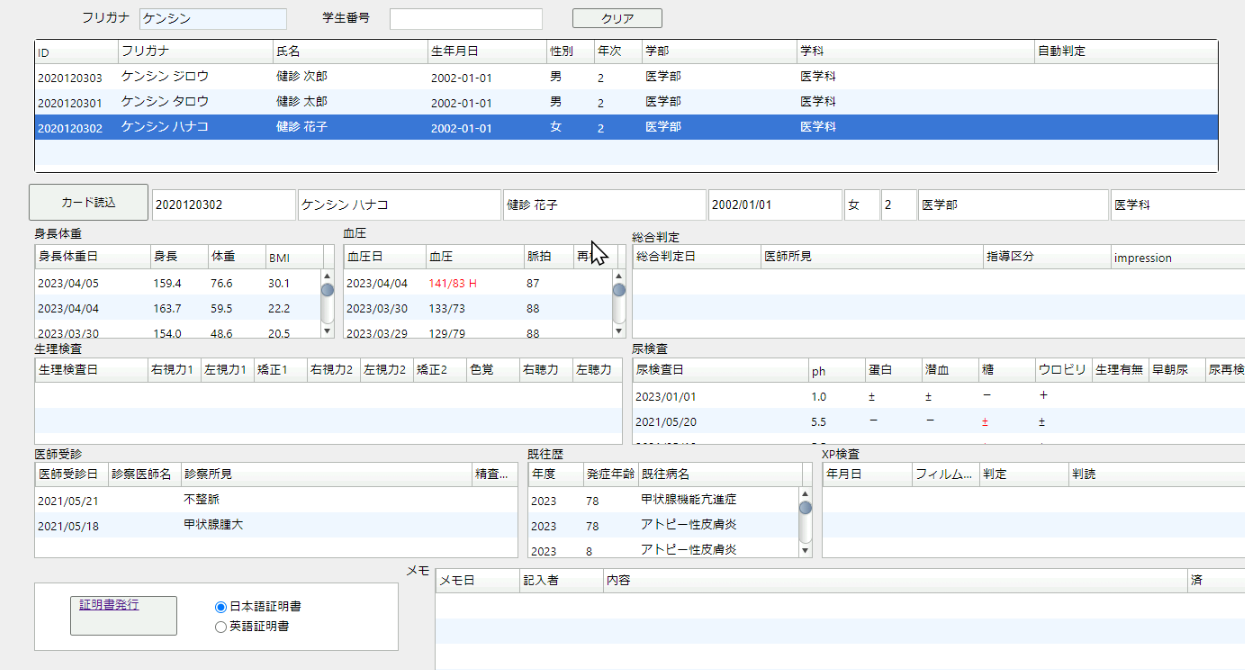 フリガナ ケンシン 学生番号 クリア
ID フリガナ 氏名 生年月日 性別 年次 学部 学科 自動判定
2020120303 ケンシン ジロウ 健診 次郎 2002-01-01 男 2 医学部 医学科
2020120301 ケンシン タロウ 健診 太郎 2002-01-01 男 2 医学部 医学科
2020120302 ケンシン ハナコ 健診 花子 2002-01-01 女 2 医学部 医学科
カード読込 2020120302 ケンシン ハナコ 健診 花子 2002/01/01 女 2 医学部 医学科
身長体重
身長体重日 身長 体重 BMI
2023/04/05 159.4 76.6 30.1
2023/04/04 163.7 59.5 22.2
2023/03/30 154.0 48.6 20.5
血圧
血圧日 血圧 脈拍 再
2023/04/04 141/83 H 87
2023/03/30 133/73 88
2023/03/29 129/79 88
総合判定
総合判定日 医師所見 指導区分 impression
生理検査
生理検査日 右視力1 左視力1 矯正1 右視力2 左視力2 矯正2 色覚 右聴力 左聴力
尿検査
尿検査日 ph 蛋白 潜血 糖 ウロビリ 生理有無 早朝尿 尿再検
2023/01/01 1.0 ± ± − +
2021/05/20 5.5 − − ± ±
医師受診
医師受診日 診察医師名 診察所見 精査...
2021/05/21 不整脈
2021/05/18 甲状腺腫大
既往歴
年度 発症年齢 既往病名
2023 78 甲状腺機能亢進症
2023 78 アトピー性皮膚炎
2023 8 アトピー性皮膚炎
XP検査
年月日 フィルム... 判定 判読
証明書発行
日本語証明書
英語証明書
メモ
メモ日 記入者 内容 済